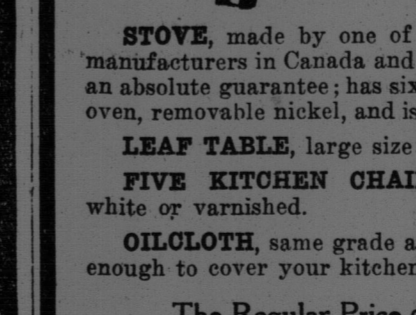 STOVE, made by one of
manufacturers in Canada and
an absolute guarantee; has six
oven, removable nickel, and is
LEAF TABLE, large size
FIVE KITCHEN CHAI
white or varnished.
OILCLOTH, same grade a
enough to cover your kitchen
The Regular Price